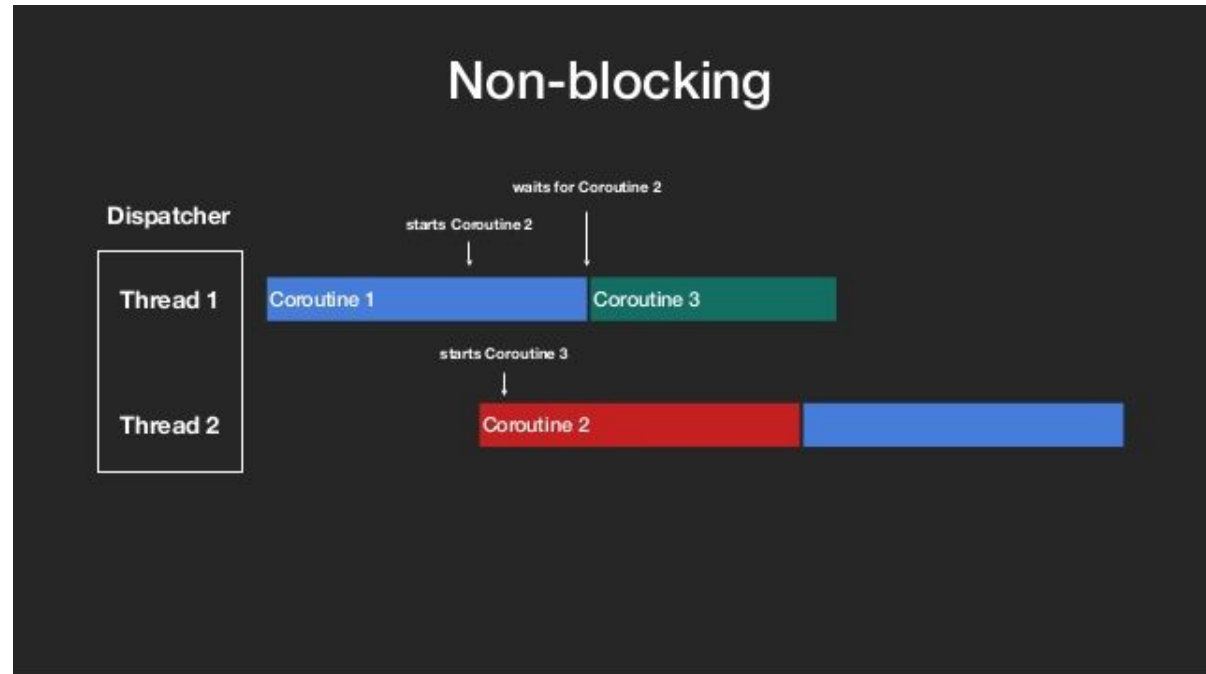 Non-blocking
waits for Coroutine 2
Dispatcher
starts Coroutine 2
Thread 1
Coroutine 1
Coroutine 3
starts Coroutine 3
Thread 2
Coroutine 2